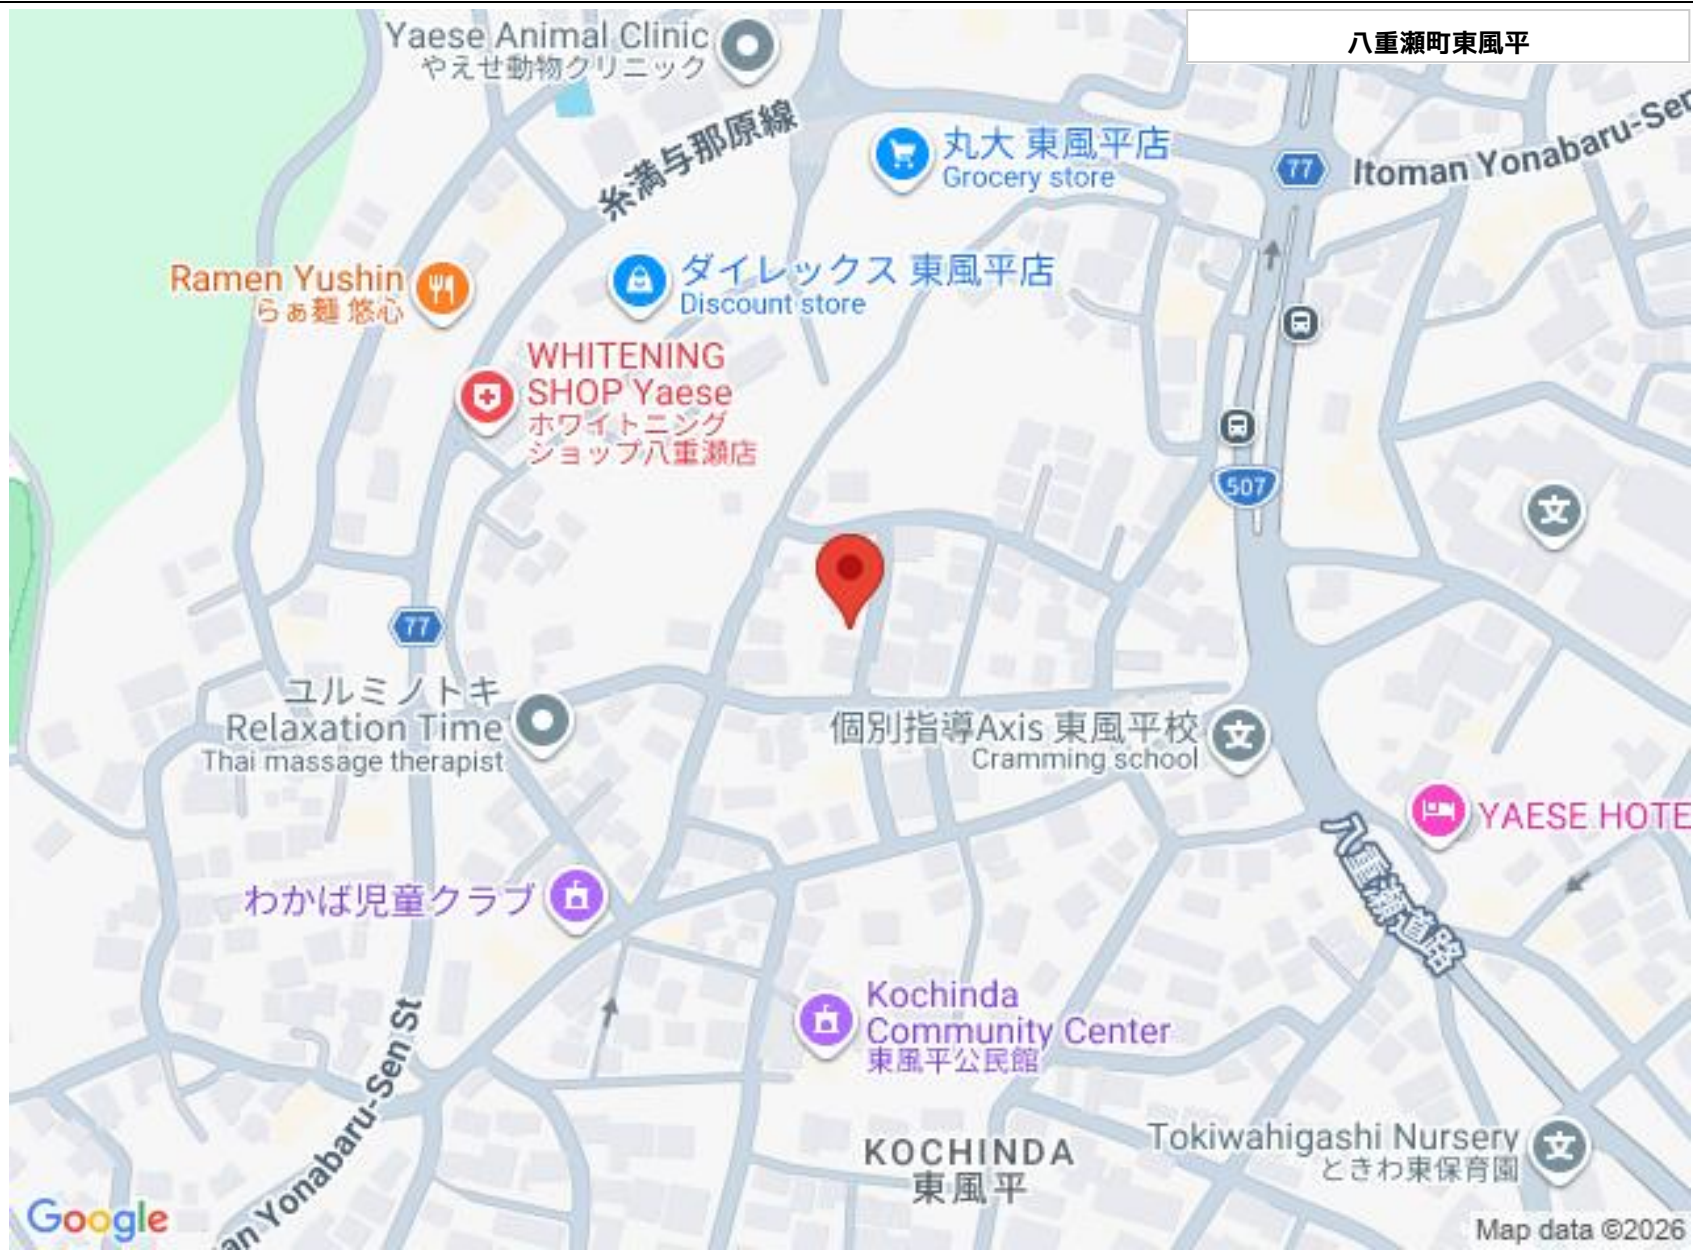 八重瀬町東風平
Yaese Animal Clinic
やえせ動物クリニック
糸満与那原線
丸大 東風平店
Grocery store
77
Itoman Yonabaru-Sen
ダイレックス 東風平店
Discount store
Ramen Yushin
らぁ麺 悠心
WHITENING
SHOP Yaese
ホワイトニング
ショップ八重瀬店
507
文
77
ユルミノトキ
Relaxation Time
Thai massage therapist
個別指導Axis 東風平校
Cramming school
文
YAESE HOTE
八重瀬道路
わかば児童クラブ
Kochinda
Community Center
東風平公民館
KOCHINDA
東風平
Tokiwahigashi Nursery
ときわ東保育園
文
an Yonabaru-Sen St
Google
Map data ©2026